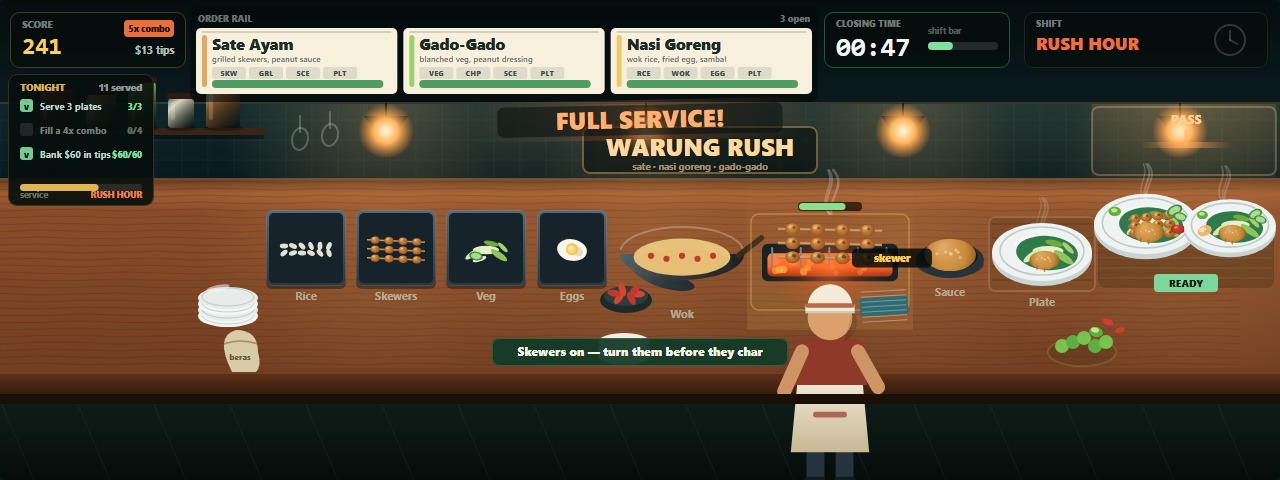 SCORE
241
5x combo
$13 tips
ORDER RAIL
3 open
Sate Ayam
grilled skewers, peanut sauce
SKW GRL SCE PLT
Gado-Gado
blanched veg, peanut dressing
VEG CHP SCE PLT
Nasi Goreng
wok rice, fried egg, sambal
RCE WOK EGG PLT
CLOSING TIME
00:47
shift bar
SHIFT
RUSH HOUR
TONIGHT 11 served
v Serve 3 plates 3/3
Fill a 4x combo 0/4
v Bank $60 in tips $60/60
service RUSH HOUR
FULL SERVICE!
WARUNG RUSH
sate • nasi goreng • gado-gado
PASS
skewer
Rice
Skewers
Veg
Eggs
Wok
Sauce
Plate
READY
beras
Skewers on — turn them before they char